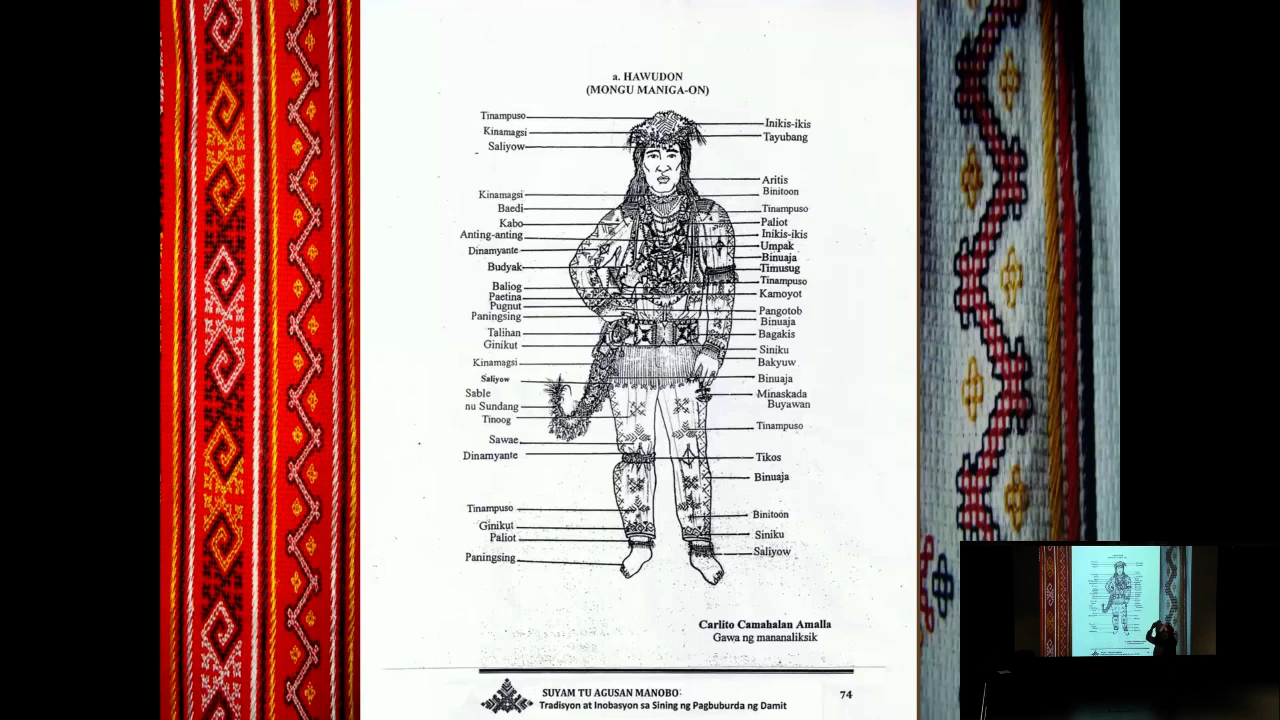 a. HAWUDON
(MONGU MANIGA-ON)
Tinampuso
Kinamagsi
Saliyow
Kinamagsi
Baedi
Kabo
Anting-anting
Dinamyante
Budyak
Baliog
Paetina
Pugnut
Paningsing
Talihan
Ginikut
Kinamagsi
Saliyow
Sable
nu Sundang
Tinoog
Sawae
Dinamyante
Tinampuso
Ginikut
Paliot
Paningsing
Inikis-ikis
Tayubang
Aritis
Binitoon
Tinampuso
Paliot
Inikis-ikis
Umpak
Binuaja
Timusug
Tinampuso
Kamoyot
Pangotob
Binuaja
Bagakis
Siniku
Bakyuw
Binuaja
Minaskada
Buyawan
Tinampuso
Tikos
Binuaja
Binitoon
Siniku
Saliyow
Carlito Camahalan Amalla
Gawa ng mananaliksik
SUYAM TU AGUSAN MANOBO:
Tradisyon at Inobasyon sa Sining ng Pagbuburda ng Damit
74